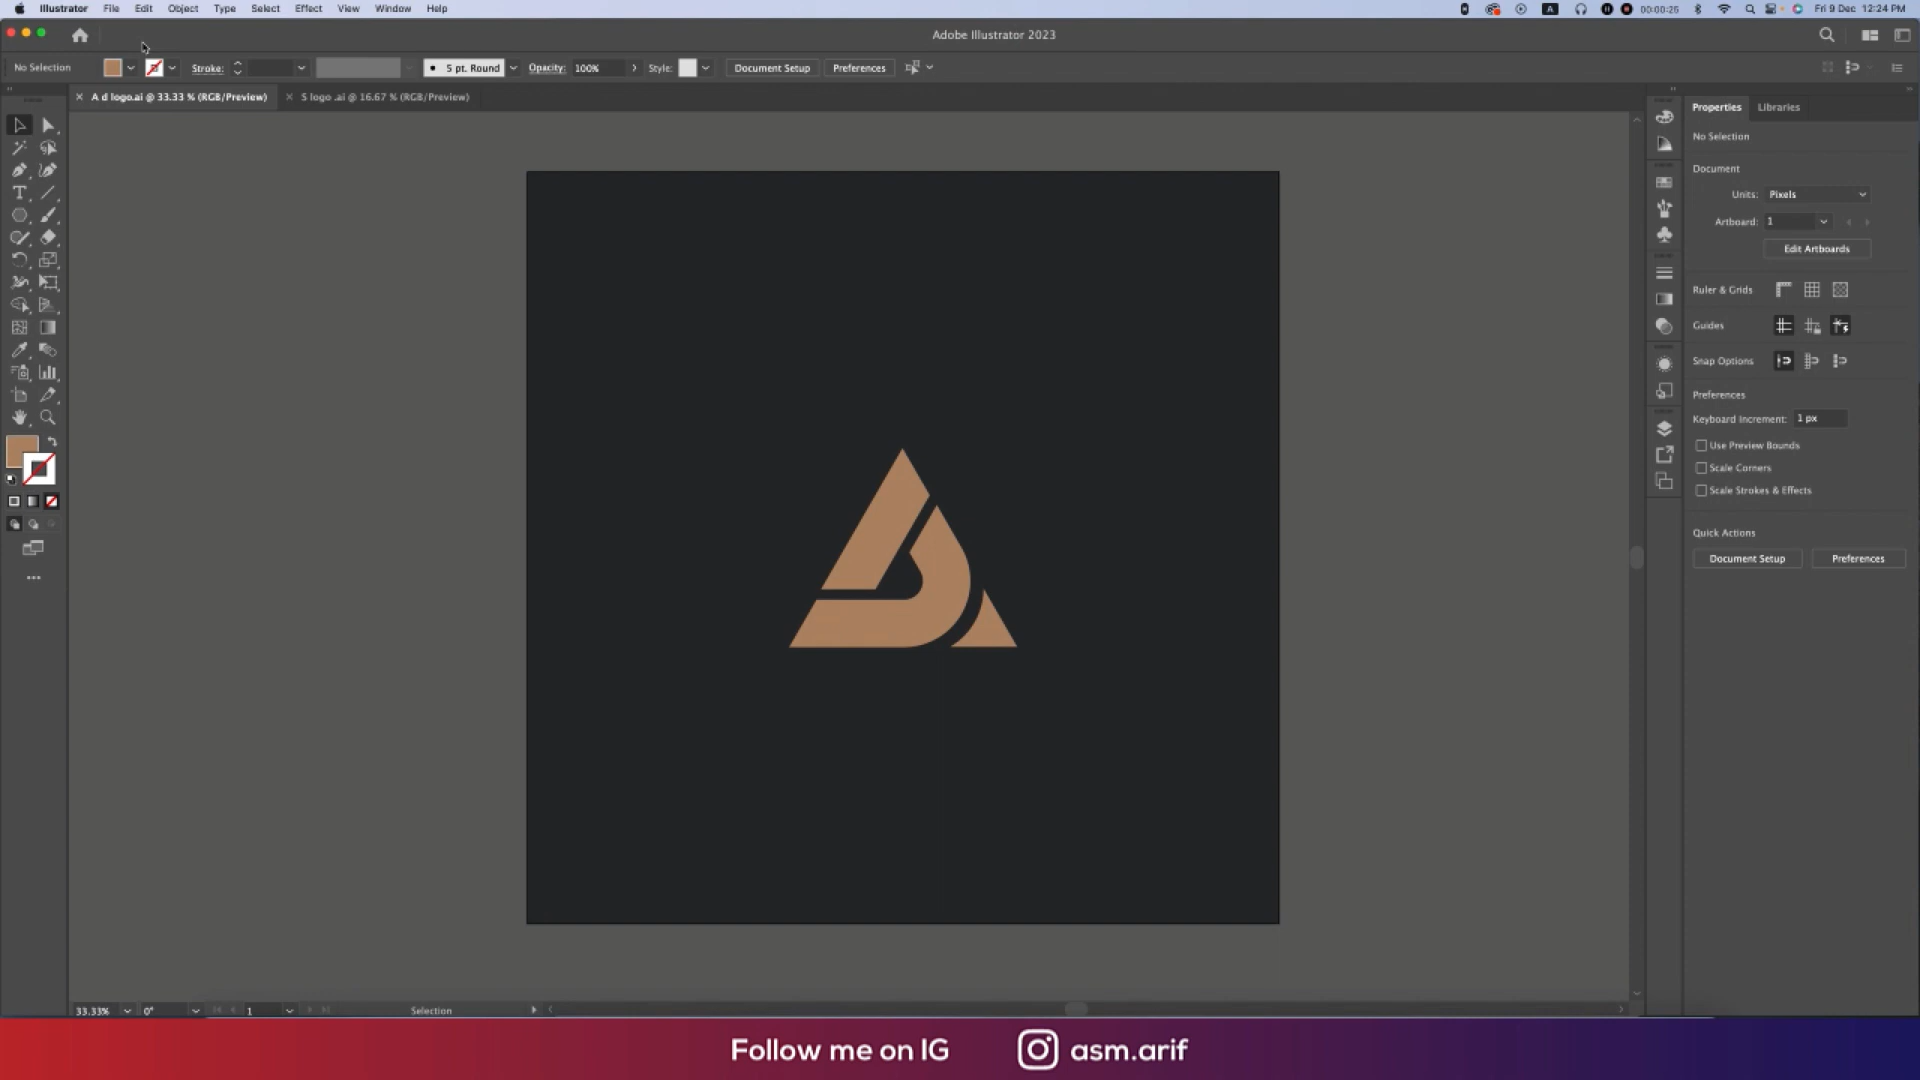 Illustrator File Edit Object Type Select Effect View Window Help
A 00:00:25 Fri 9 Dec 12:24 PM
Adobe Illustrator 2023
No Selection Stroke: 5 pt. Round Opacity: 100% Style: Document Setup Preferences
A d logo.ai @ 33.33 % (RGB/Preview) S logo .ai @ 16.67 % (RGB/Preview)
Properties Libraries
No Selection
Document
Units: Pixels
Artboard: 1
Edit Artboards
Ruler & Grids
Guides
Snap Options
Preferences
Keyboard Increment: 1 px
Use Preview Bounds
Scale Corners
Scale Strokes & Effects
Quick Actions
Document Setup Preferences
33.33% 0° 1 Selection
Follow me on IG asm.arif